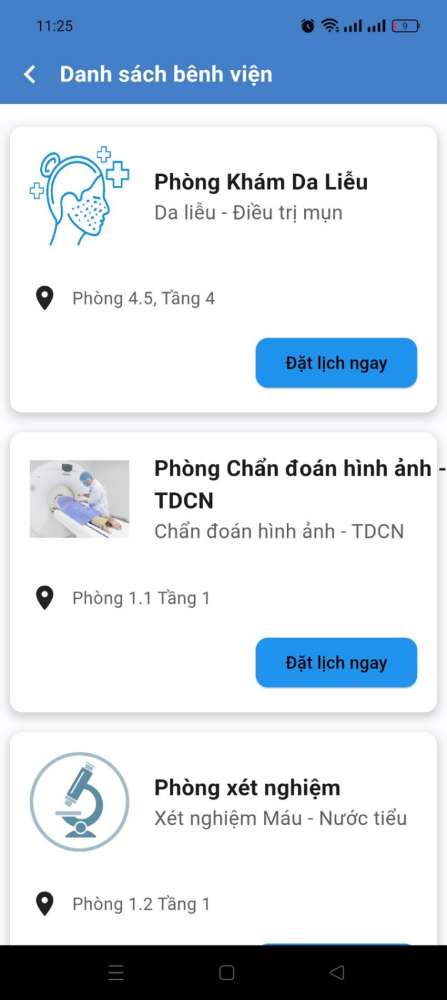 11:25
9
Danh sách bênh viện
Phòng Khám Da Liễu
Da liễu - Điều trị mụn
Phòng 4.5, Tầng 4
Đặt lịch ngay
Phòng Chẩn đoán hình ảnh -
TDCN
Chẩn đoán hình ảnh - TDCN
Phòng 1.1 Tầng 1
Đặt lịch ngay
Phòng xét nghiệm
Xét nghiệm Máu - Nước tiểu
Phòng 1.2 Tầng 1